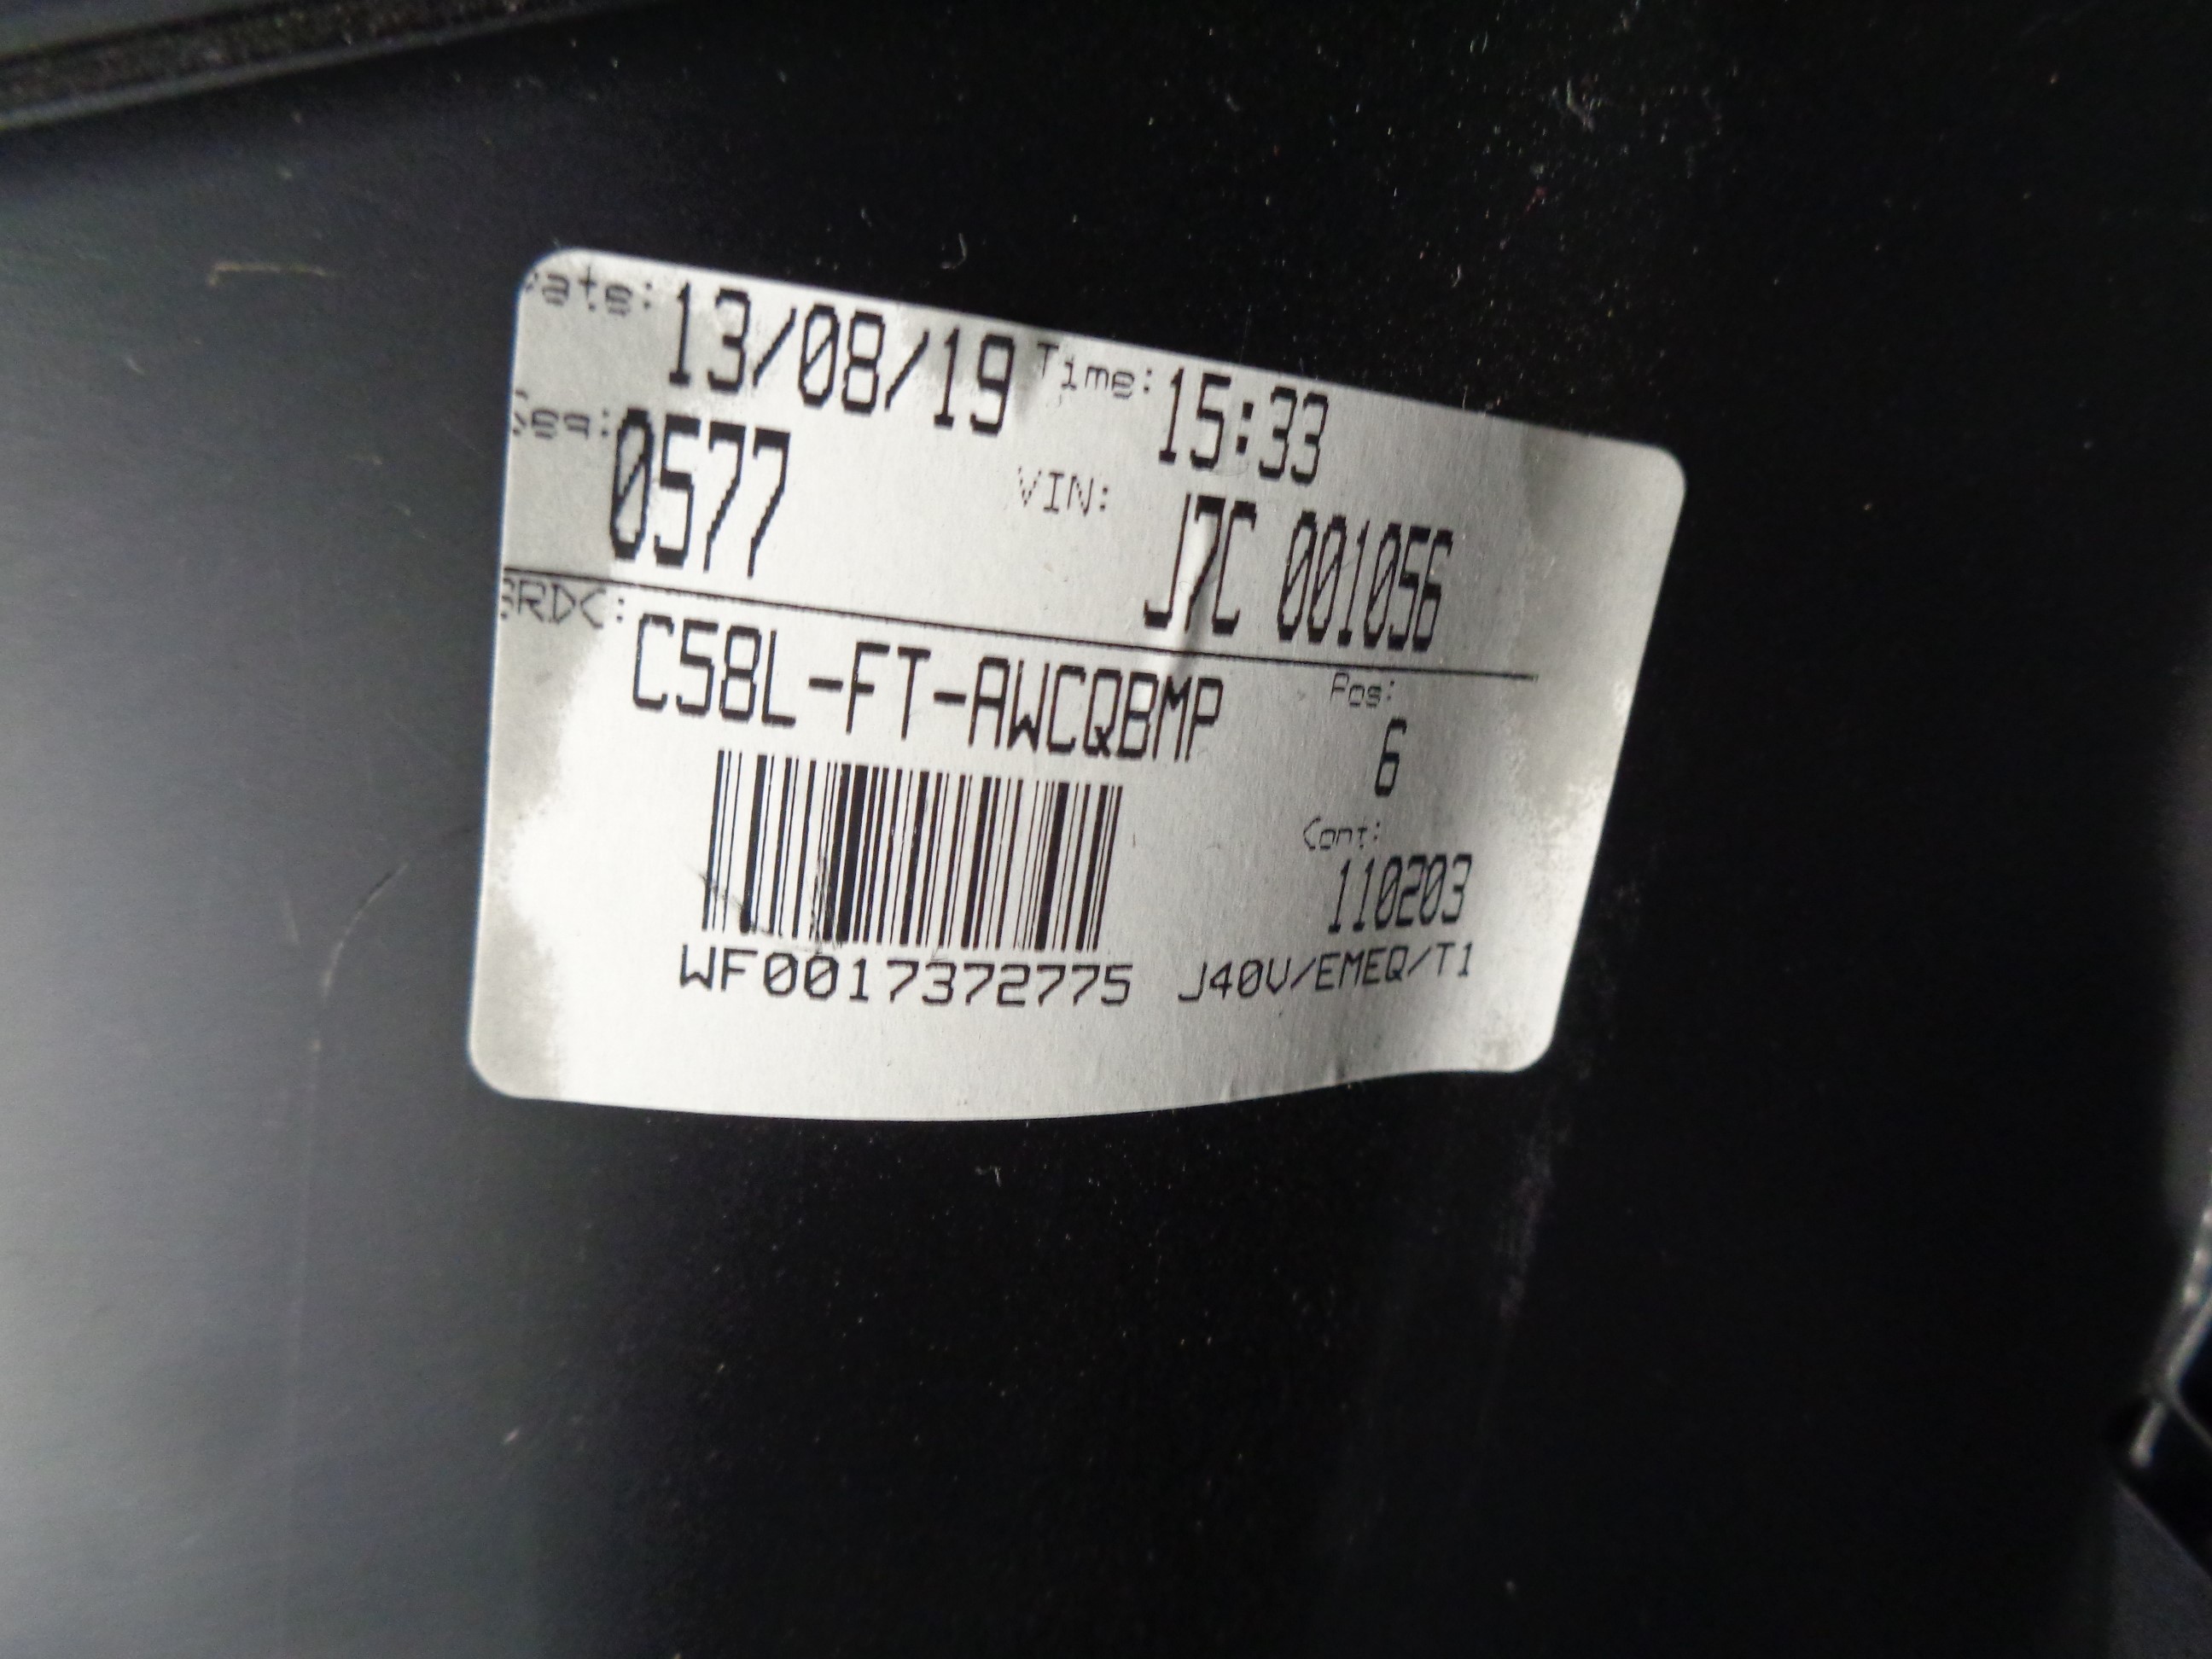 ate: 13/08/19 Time: 15:33
Seq: 0577 VIN: J7C 001056
BRDC: C58L-FT-AWCQBMP Pos: 6
Cont: 110203
WF0017372775 J40V/EMEQ/T1